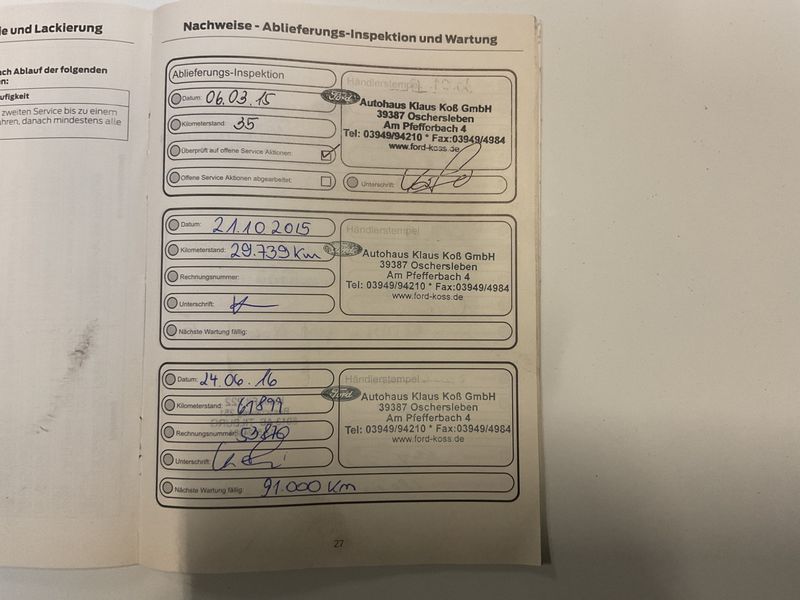 ie und Lackierung
ach Ablauf der folgenden
en:
ufigkeit
zweiten Service bis zu einem
ahren, danach mindestens alle
Nachweise - Ablieferungs-Inspektion und Wartung
Ablieferungs-Inspektion
Datum: 06.03.15
Kilometerstand: 35
Überprüft auf offene Service Aktionen:
Offene Service Aktionen abgearbeitet:
Händlerstempel
Ford
Autohaus Klaus Koß GmbH
39387 Oschersleben
Am Pfefferbach 4
Tel: 03949/94210 * Fax:03949/4984
www.ford-koss.de
Unterschrift:
Datum: 21.10.2015
Kilometerstand: 29.739 Km
Rechnungsnummer:
Unterschrift:
Nächste Wartung fällig:
Händlerstempel
Ford
Autohaus Klaus Koß GmbH
39387 Oschersleben
Am Pfefferbach 4
Tel: 03949/94210 * Fax:03949/4984
www.ford-koss.de
Datum: 24.06.16
Kilometerstand: 61899
Rechnungsnummer: 53876
Unterschrift:
Nächste Wartung fällig: 91.000 Km
Händlerstempel
Ford
Autohaus Klaus Koß GmbH
39387 Oschersleben
Am Pfefferbach 4
Tel: 03949/94210 * Fax:03949/4984
www.ford-koss.de
27